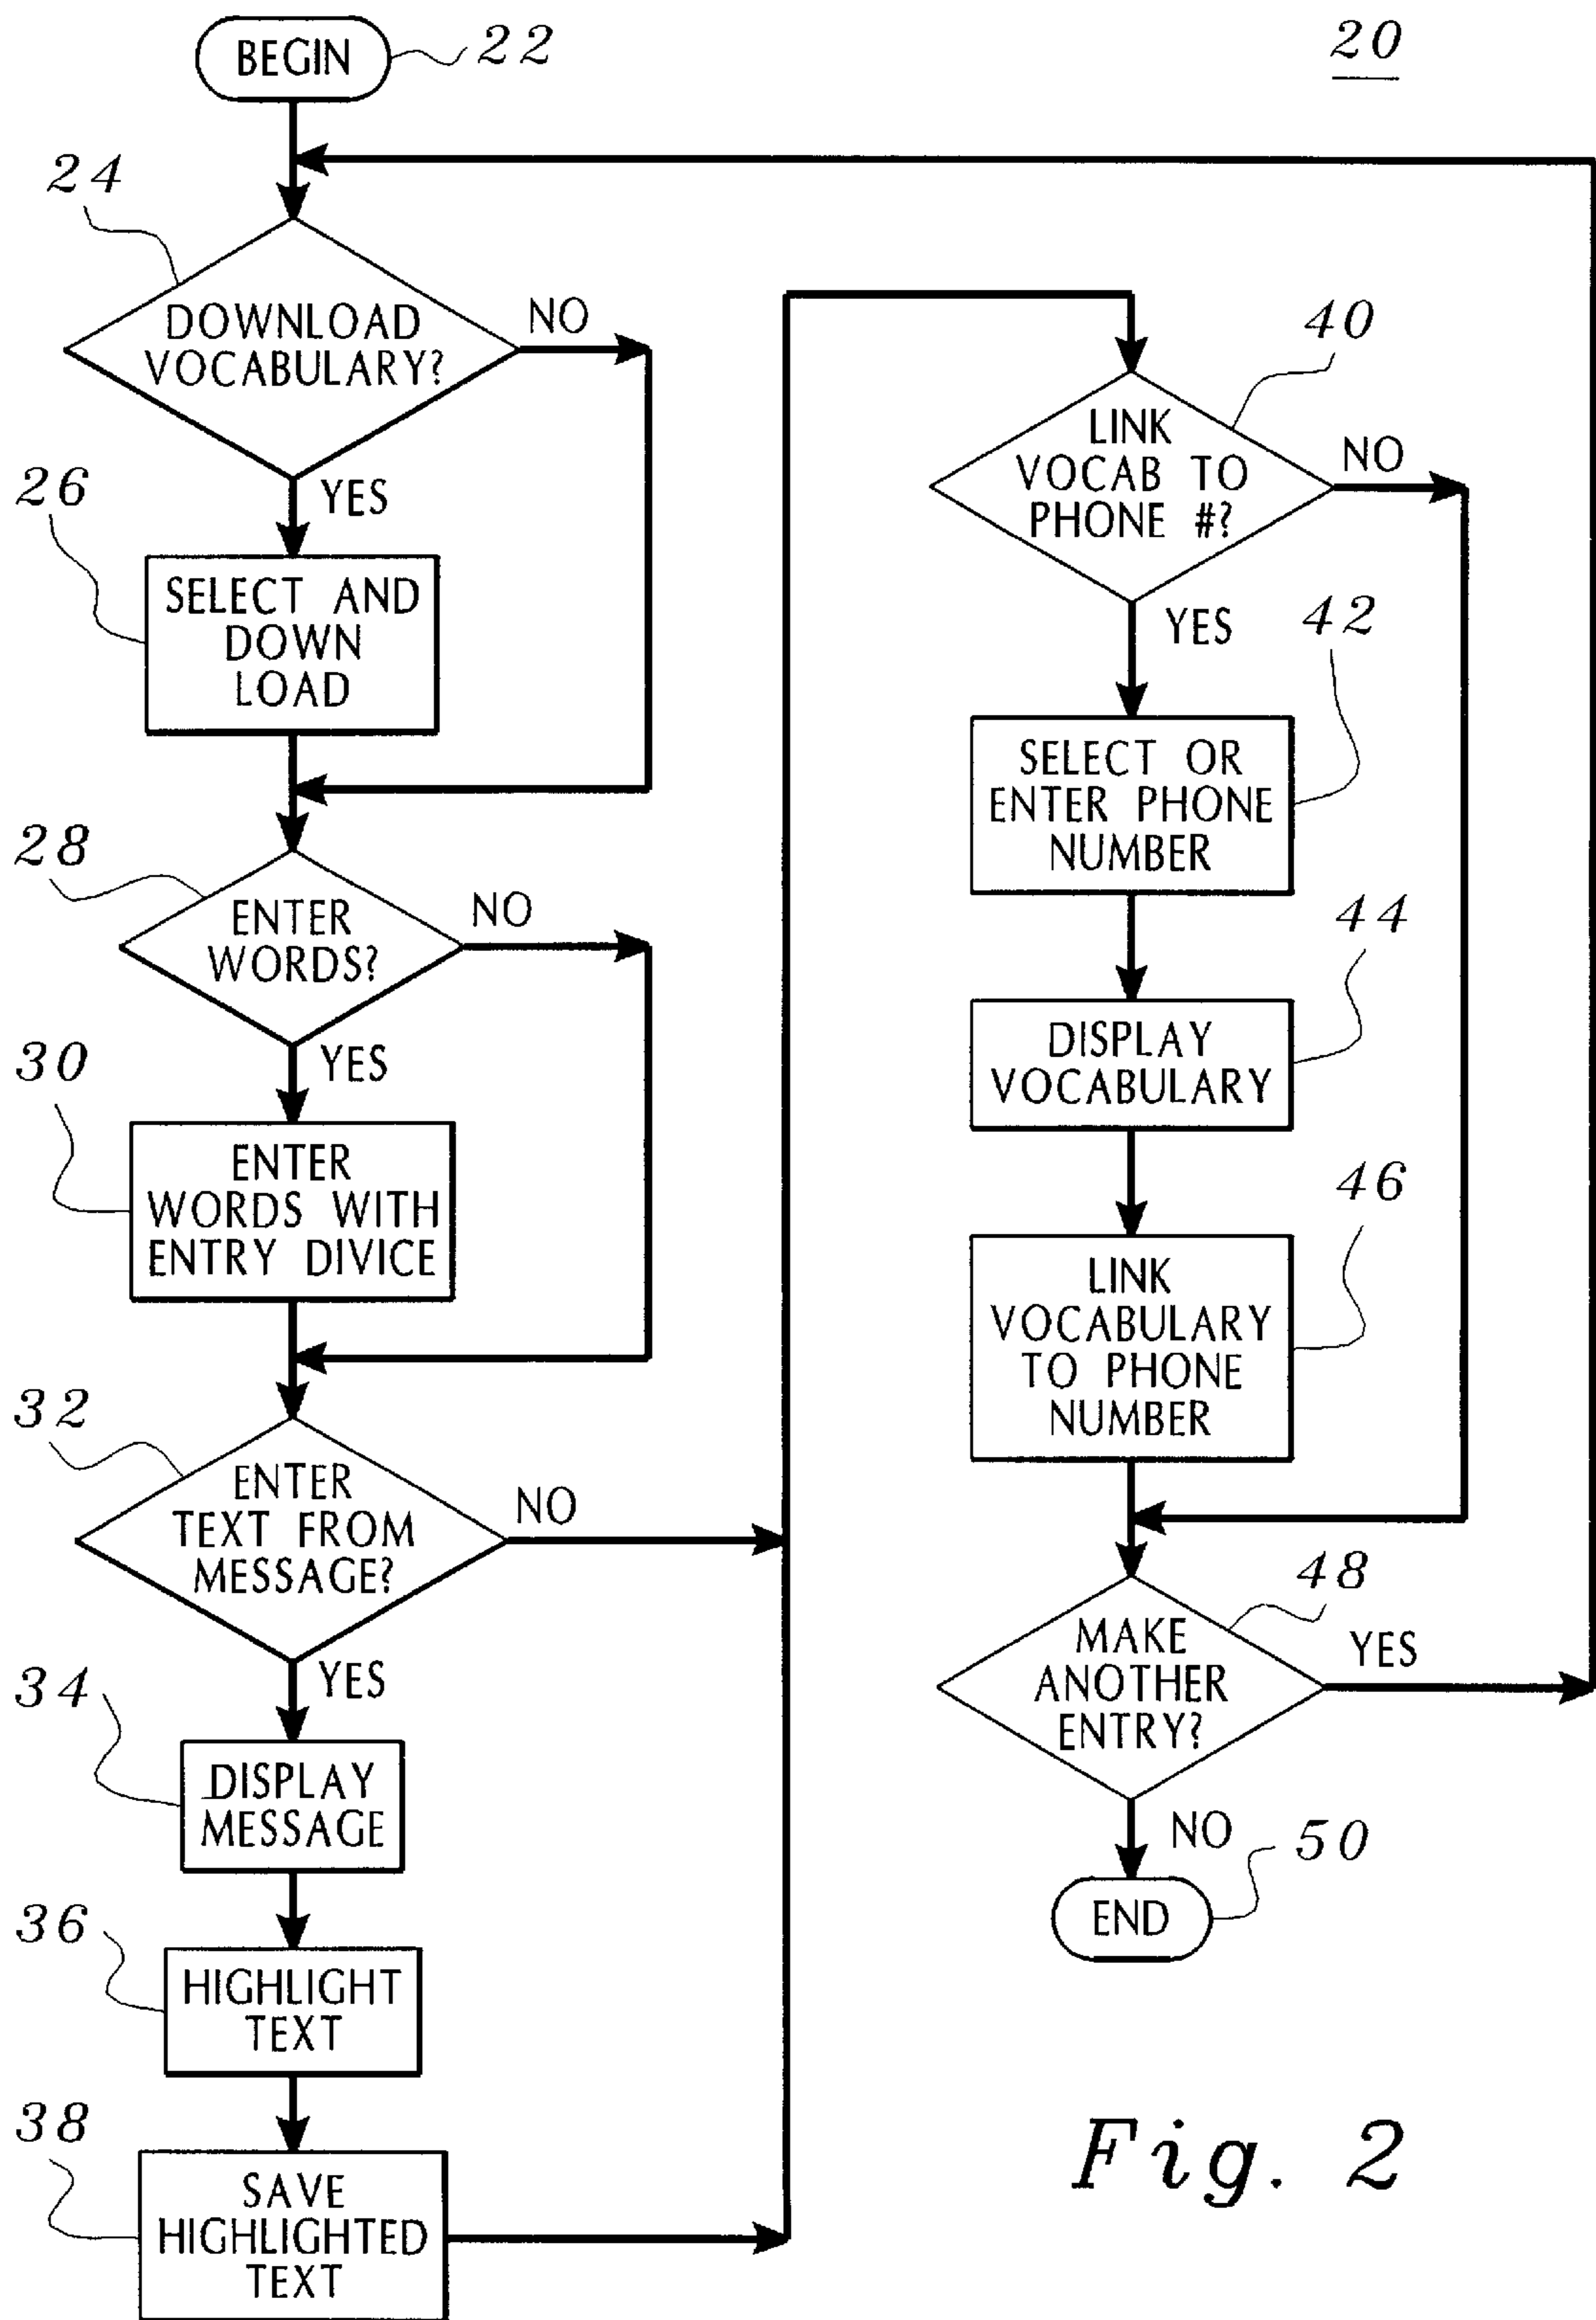 BEGIN
22
20
24
DOWNLOAD
VOCABULARY?
NO
YES
26
SELECT AND
DOWN
LOAD
28
ENTER
WORDS?
NO
YES
30
ENTER
WORDS WITH
ENTRY DIVICE
32
ENTER
TEXT FROM
MESSAGE?
NO
YES
34
DISPLAY
MESSAGE
36
HIGHLIGHT
TEXT
38
SAVE
HIGHLIGHTED
TEXT
40
LINK
VOCAB TO
PHONE #?
NO
YES
42
SELECT OR
ENTER PHONE
NUMBER
44
DISPLAY
VOCABULARY
46
LINK
VOCABULARY
TO PHONE
NUMBER
48
MAKE
ANOTHER
ENTRY?
YES
NO
50
END
Fig. 2